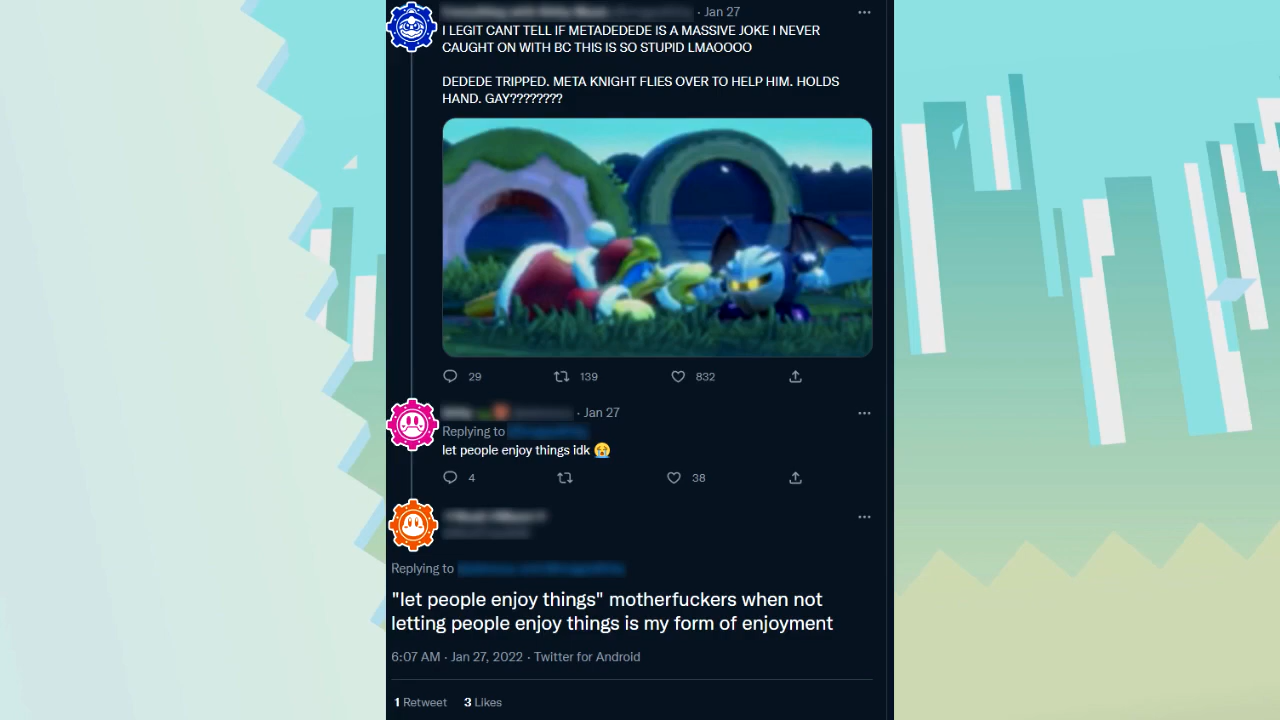 · Jan 27
I LEGIT CANT TELL IF METADEDEDE IS A MASSIVE JOKE I NEVER
CAUGHT ON WITH BC THIS IS SO STUPID LMAOOOO
DEDEDE TRIPPED. META KNIGHT FLIES OVER TO HELP HIM. HOLDS
HAND. GAY????????
29 139 832
· Jan 27
Replying to
let people enjoy things idk 😭
4 38
Replying to
"let people enjoy things" motherfuckers when not
letting people enjoy things is my form of enjoyment
6:07 AM · Jan 27, 2022 · Twitter for Android
1 Retweet 3 Likes